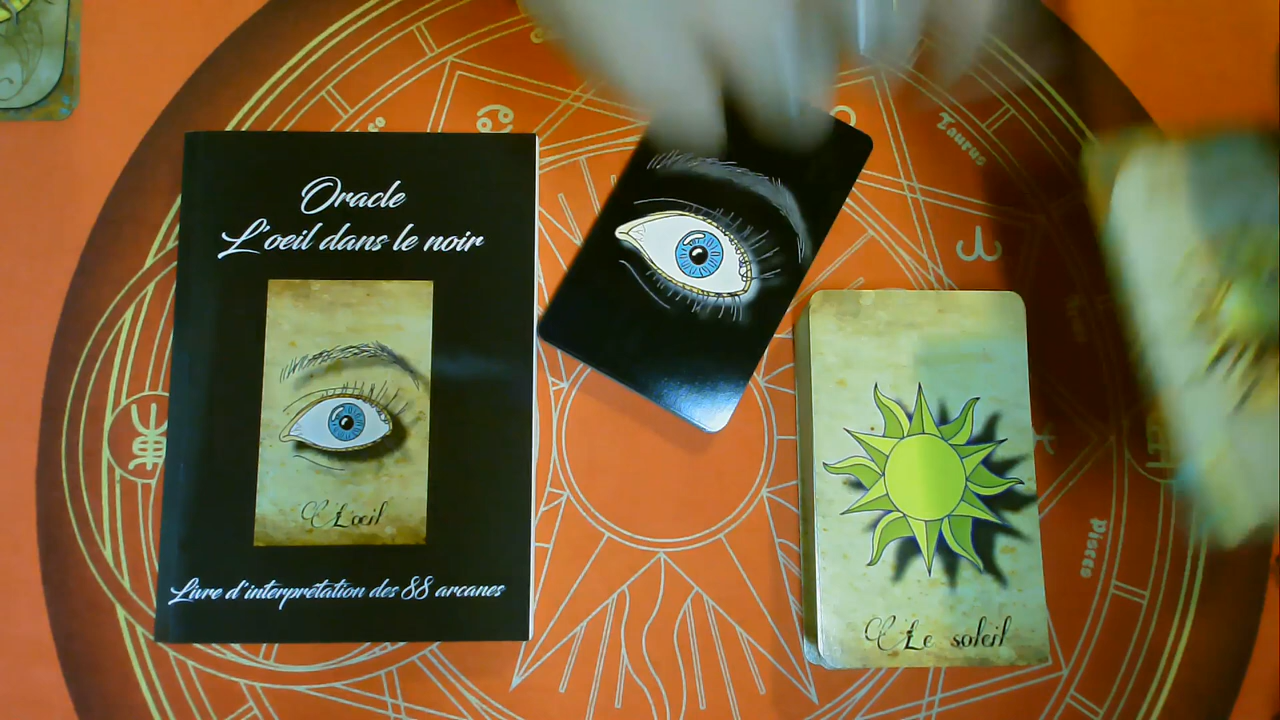 Oracle
L'oeil dans le noir
L'oeil
Livre d'interprétation des 88 arcanes
Le soleil
Taurus
Pisces